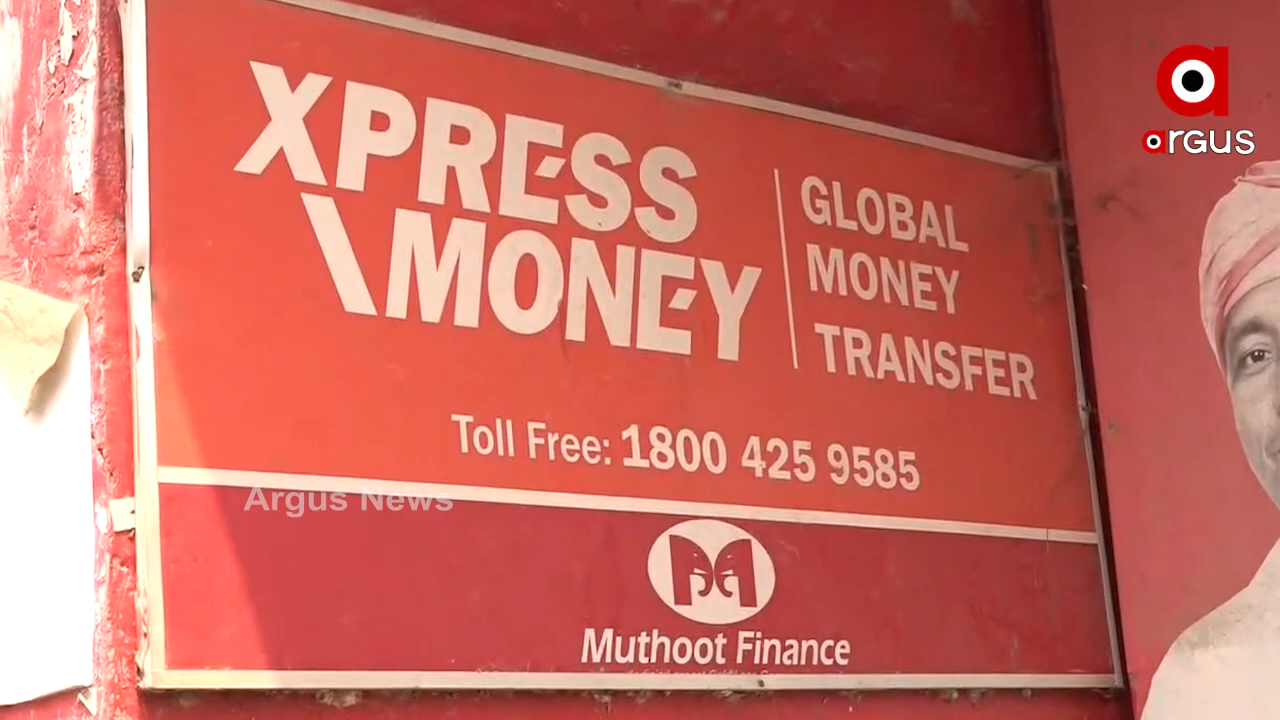 XPRESS
MONEY
GLOBAL
MONEY
TRANSFER
Toll Free: 1800 425 9585
Muthoot Finance
argus
Argus News